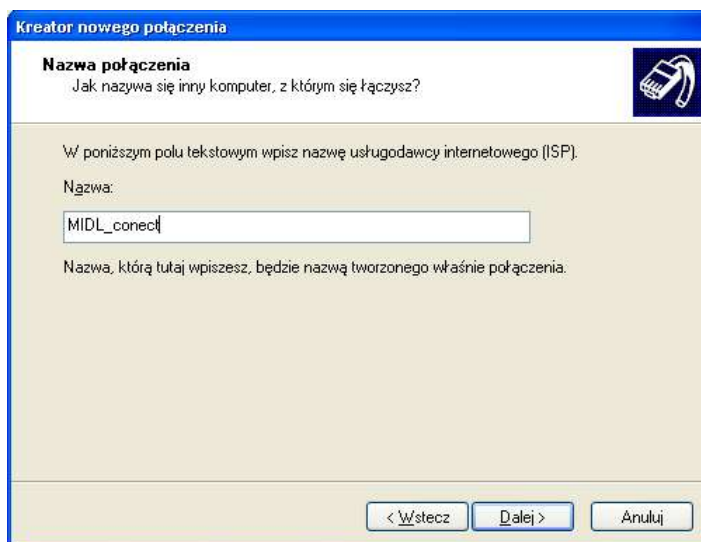 Kreator nowego połączenia
Nazwa połączenia
Jak nazywa się inny komputer, z którym się łączysz?
W poniższym polu tekstowym wpisz nazwę usługodawcy internetowego (ISP).
Nazwa:
MIDL_conect
Nazwa, którą tutaj wpiszesz, będzie nazwą tworzonego właśnie połączenia.
< Wstecz Dalej > Anuluj